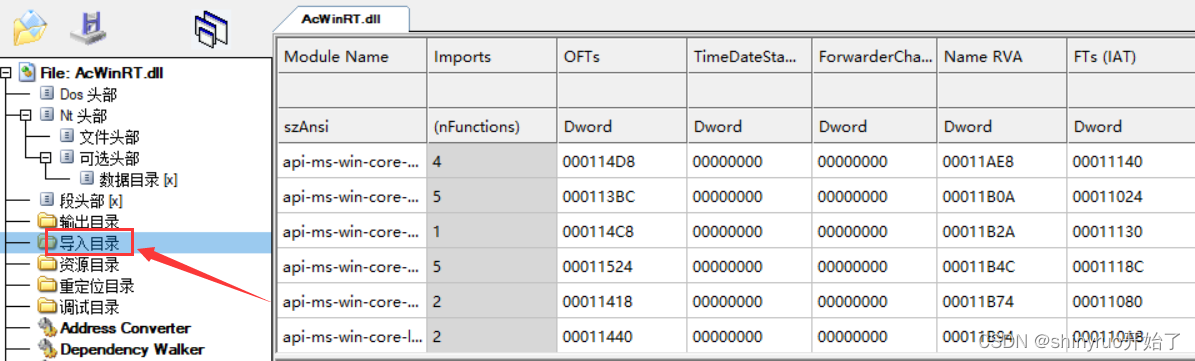 AcWinRT.dll
File: AcWinRT.dll
Dos 头部
Nt 头部
文件头部
可选头部
数据目录 [x]
段头部 [x]
输出目录
导入目录
资源目录
重定位目录
调试目录
Address Converter
Dependency Walker
Module Name Imports OFTs TimeDateSta... ForwarderCha... Name RVA FTs (IAT)
szAnsi (nFunctions) Dword Dword Dword Dword Dword
api-ms-win-core-... 4 000114D8 00000000 00000000 00011AE8 00011140
api-ms-win-core-... 5 000113BC 00000000 00000000 00011B0A 00011024
api-ms-win-core-... 1 000114C8 00000000 00000000 00011B2A 00011130
api-ms-win-core-... 5 00011524 00000000 00000000 00011B4C 0001118C
api-ms-win-core-... 2 00011418 00000000 00000000 00011B74 00011080
api-ms-win-core-l... 2 00011440 00000000 00000000 00011B94
CSDN @shinyruo开始了